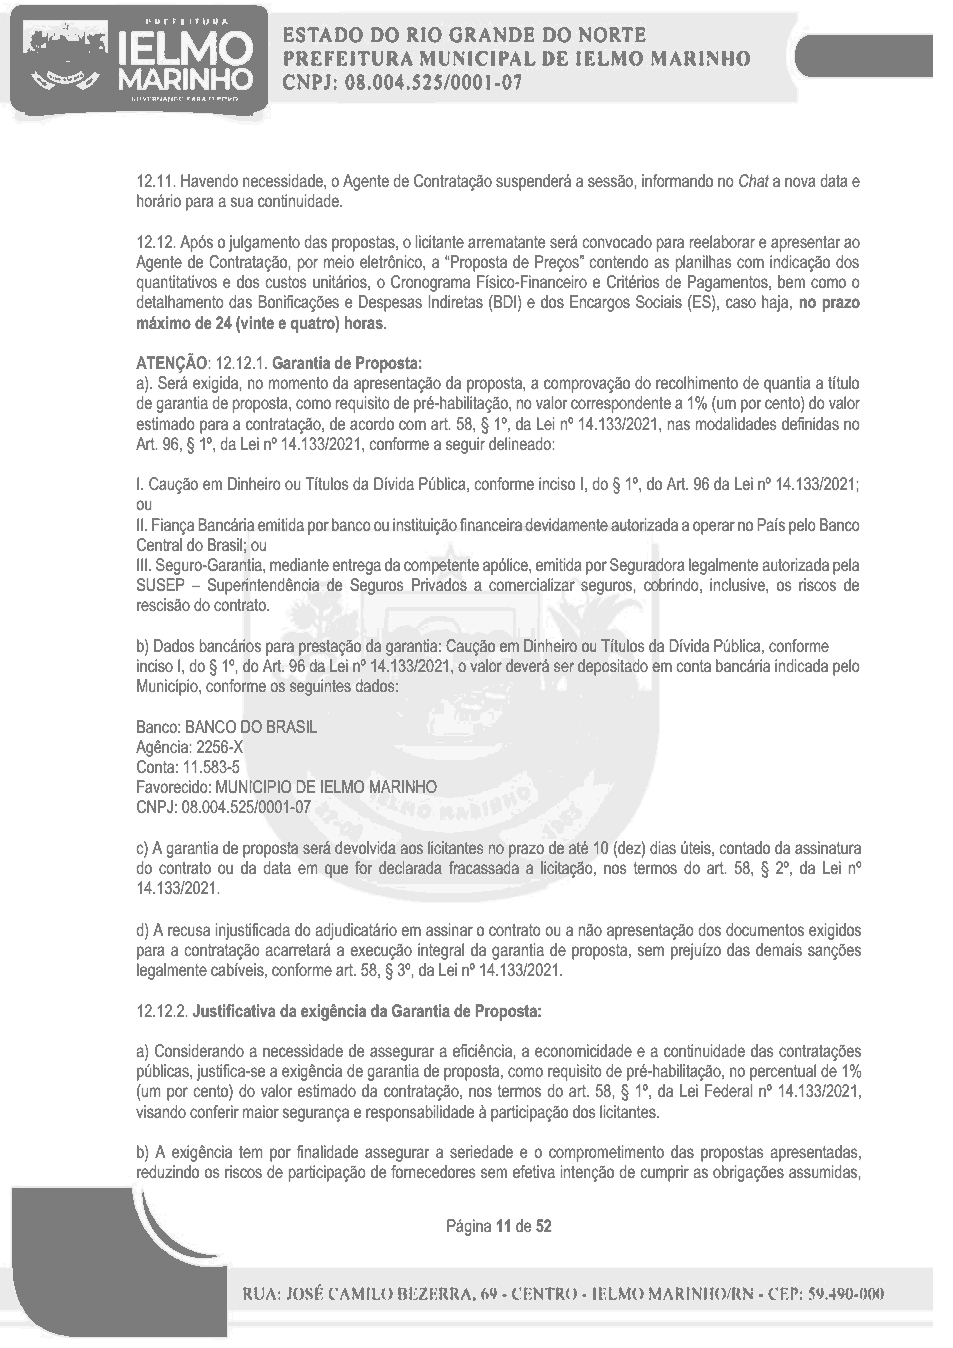 PREFEITURA
IELMO
MARINHO
GOVERNANDO PARA O POVO
ESTADO DO RIO GRANDE DO NORTE
PREFEITURA MUNICIPAL DE IELMO MARINHO
CNPJ: 08.004.525/0001-07
12.11. Havendo necessidade, o Agente de Contratação suspenderá a sessão, informando no Chat a nova data e
horário para a sua continuidade.
12.12. Após o julgamento das propostas, o licitante arrematante será convocado para reelaborar e apresentar ao
Agente de Contratação, por meio eletrônico, a “Proposta de Preços” contendo as planilhas com indicação dos
quantitativos e dos custos unitários, o Cronograma Físico-Financeiro e Critérios de Pagamentos, bem como o
detalhamento das Bonificações e Despesas Indiretas (BDI) e dos Encargos Sociais (ES), caso haja, no prazo
máximo de 24 (vinte e quatro) horas.
ATENÇÃO: 12.12.1. Garantia de Proposta:
a). Será exigida, no momento da apresentação da proposta, a comprovação do recolhimento de quantia a título
de garantia de proposta, como requisito de pré-habilitação, no valor correspondente a 1% (um por cento) do valor
estimado para a contratação, de acordo com art. 58, § 1º, da Lei nº 14.133/2021, nas modalidades definidas no
Art. 96, § 1º, da Lei nº 14.133/2021, conforme a seguir delineado:
I. Caução em Dinheiro ou Títulos da Dívida Pública, conforme inciso I, do § 1º, do Art. 96 da Lei nº 14.133/2021;
ou
II. Fiança Bancária emitida por banco ou instituição financeira devidamente autorizada a operar no País pelo Banco
Central do Brasil; ou
III. Seguro-Garantia, mediante entrega da competente apólice, emitida por Seguradora legalmente autorizada pela
SUSEP – Superintendência de Seguros Privados a comercializar seguros, cobrindo, inclusive, os riscos de
rescisão do contrato.
b) Dados bancários para prestação da garantia: Caução em Dinheiro ou Títulos da Dívida Pública, conforme
inciso I, do § 1º, do Art. 96 da Lei nº 14.133/2021, o valor deverá ser depositado em conta bancária indicada pelo
Município, conforme os seguintes dados:
Banco: BANCO DO BRASIL
Agência: 2256-X
Conta: 11.583-5
Favorecido: MUNICIPIO DE IELMO MARINHO
CNPJ: 08.004.525/0001-07
IELMO MARINHO
c) A garantia de proposta será devolvida aos licitantes no prazo de até 10 (dez) dias úteis, contado da assinatura
do contrato ou da data em que for declarada fracassada a licitação, nos termos do art. 58, § 2º, da Lei nº
14.133/2021.
d) A recusa injustificada do adjudicatário em assinar o contrato ou a não apresentação dos documentos exigidos
para a contratação acarretará a execução integral da garantia de proposta, sem prejuízo das demais sanções
legalmente cabíveis, conforme art. 58, § 3º, da Lei nº 14.133/2021.
12.12.2. Justificativa da exigência da Garantia de Proposta:
a) Considerando a necessidade de assegurar a eficiência, a economicidade e a continuidade das contratações
públicas, justifica-se a exigência de garantia de proposta, como requisito de pré-habilitação, no percentual de 1%
(um por cento) do valor estimado da contratação, nos termos do art. 58, § 1º, da Lei Federal nº 14.133/2021,
visando conferir maior segurança e responsabilidade à participação dos licitantes.
b) A exigência tem por finalidade assegurar a seriedade e o comprometimento das propostas apresentadas,
reduzindo os riscos de participação de fornecedores sem efetiva intenção de cumprir as obrigações assumidas,
Página 11 de 52
RUA: JOSÉ CAMILO BEZERRA, 69 - CENTRO - IELMO MARINHO/RN - CEP: 59.490-000